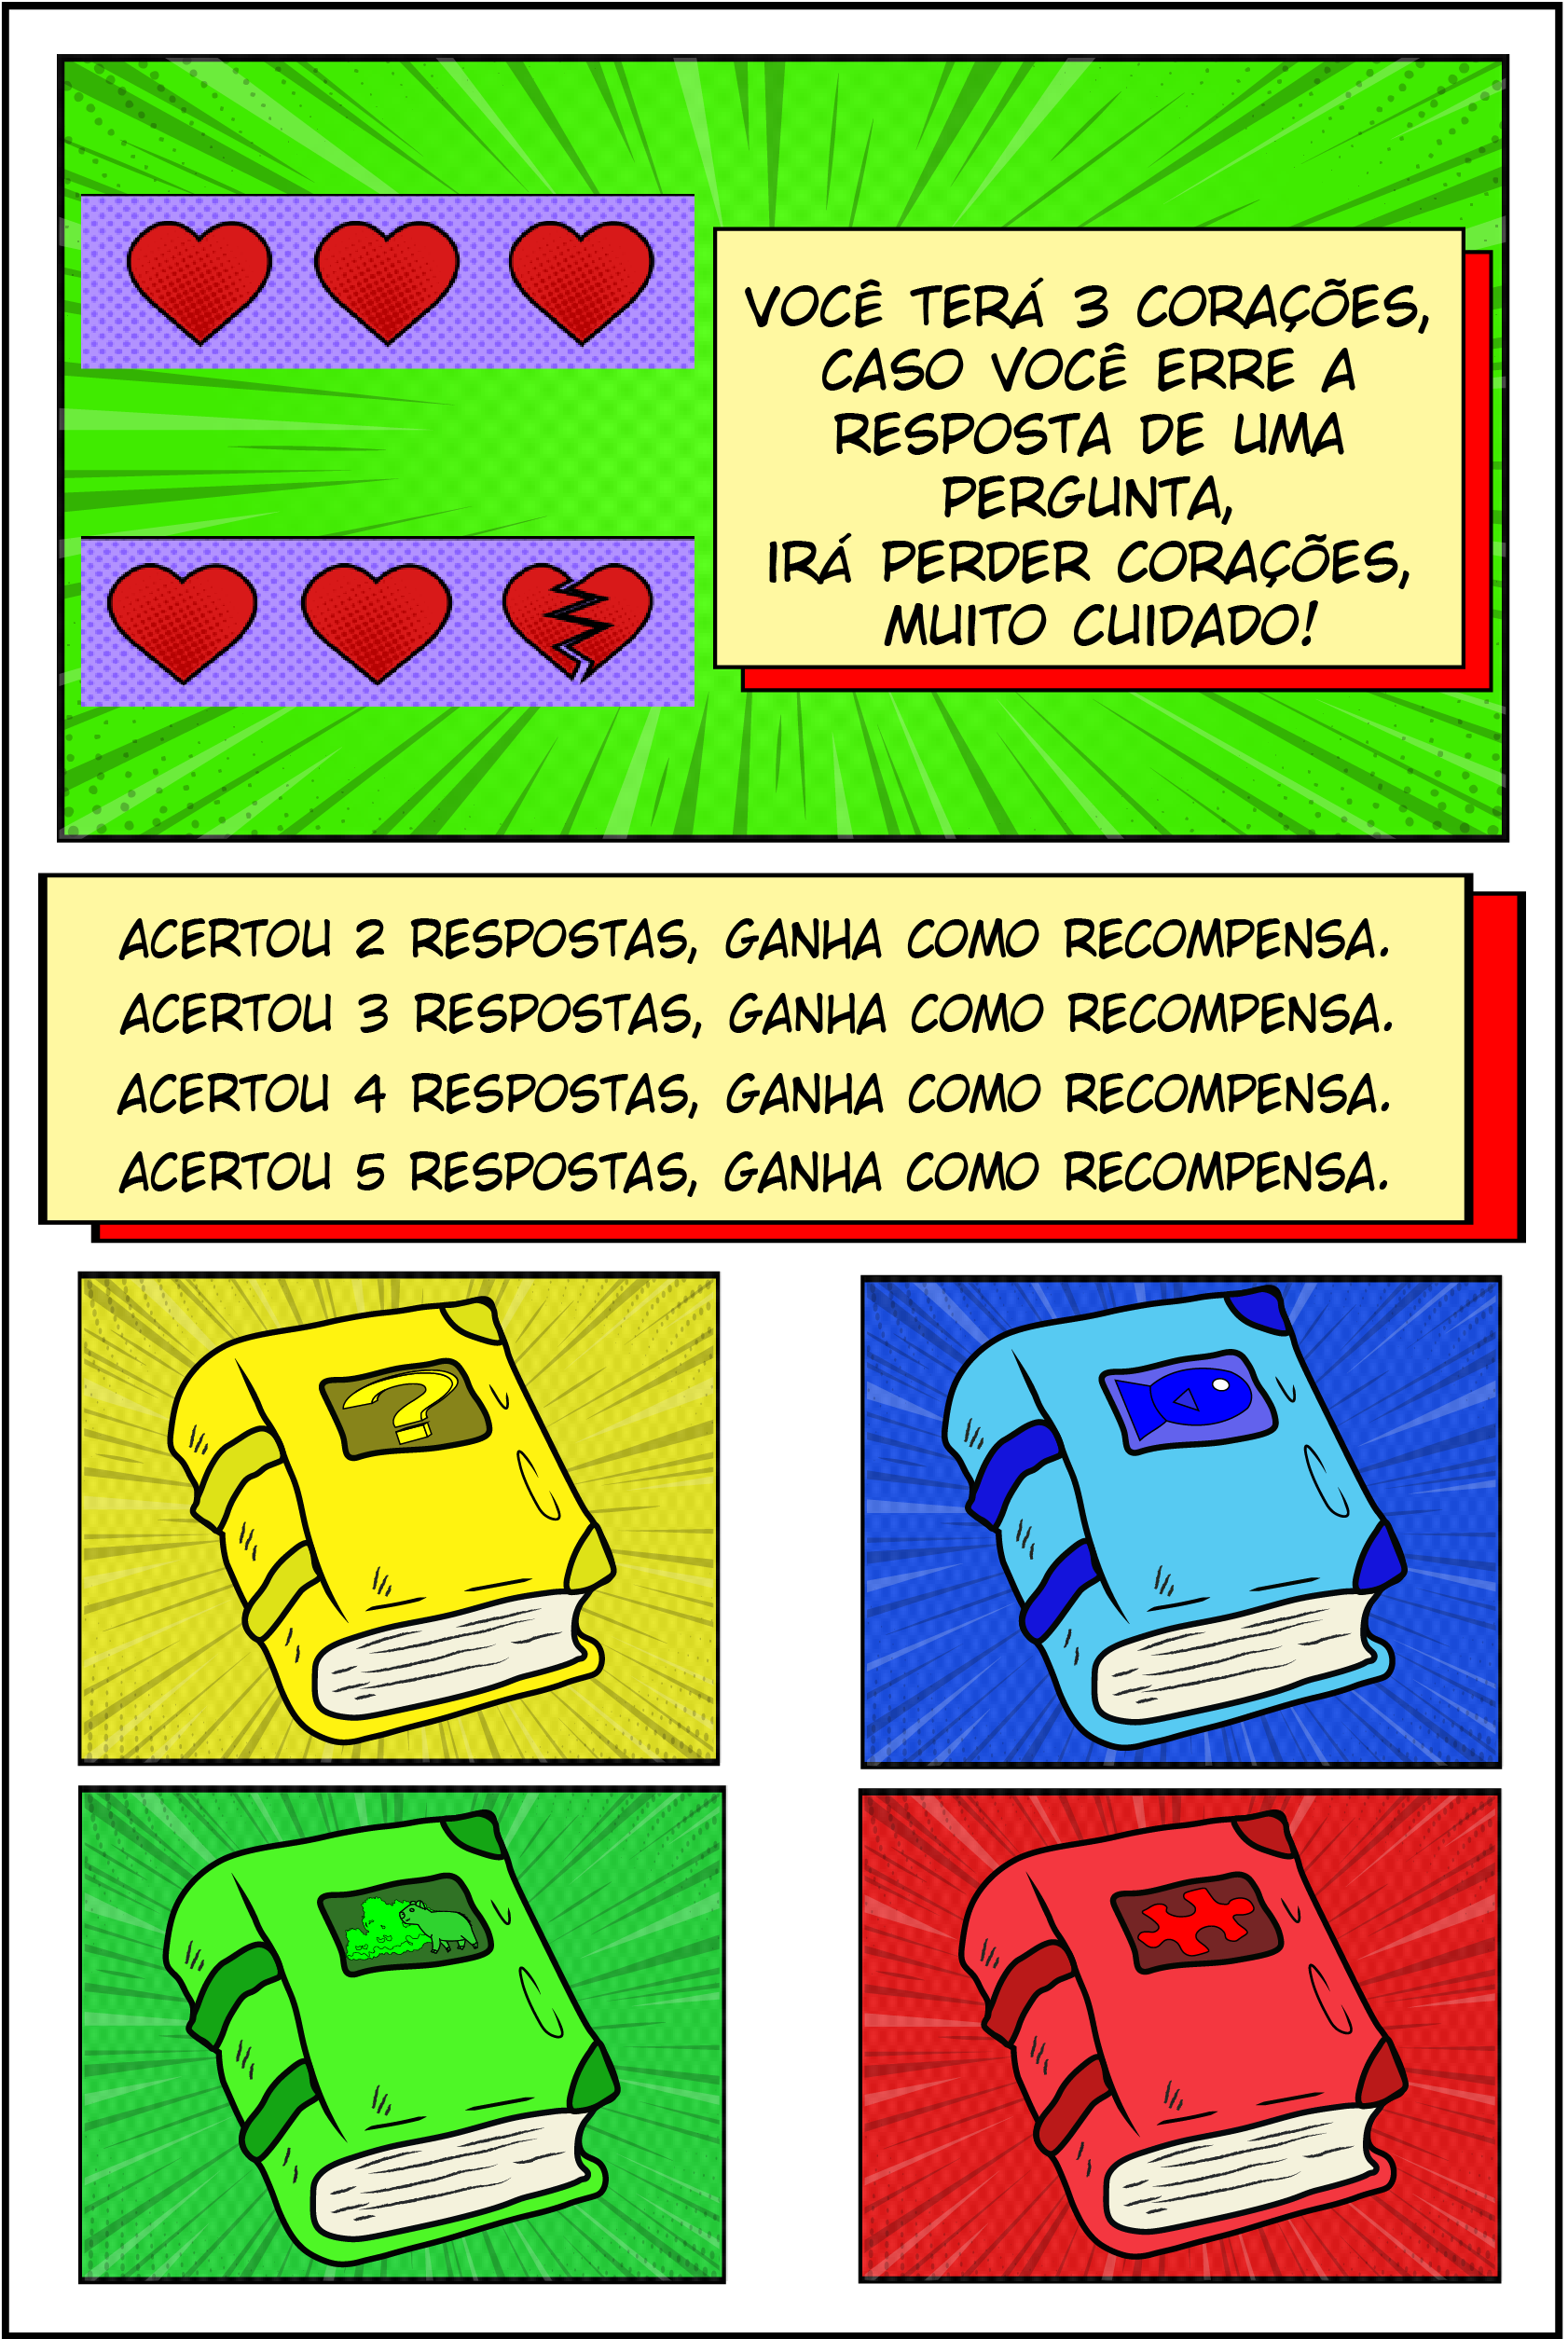 VOCÊ TERÁ 3 CORAÇÕES,
CASO VOCÊ ERRE A
RESPOSTA DE UMA
PERGUNTA,
IRÁ PERDER CORAÇÕES,
MUITO CUIDADO!
ACERTOU 2 RESPOSTAS, GANHA COMO RECOMPENSA.
ACERTOU 3 RESPOSTAS, GANHA COMO RECOMPENSA.
ACERTOU 4 RESPOSTAS, GANHA COMO RECOMPENSA.
ACERTOU 5 RESPOSTAS, GANHA COMO RECOMPENSA.
?